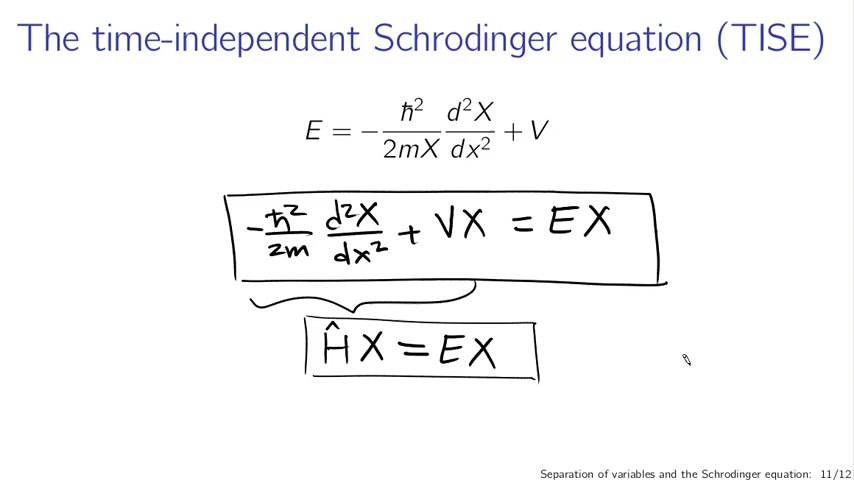 The time-independent Schrodinger equation (TISE)
E = −ħ²/2mX d²X/dx² + V
-ħ²/2m d²X/dx² + VX = EX
ĤX = EX
Separation of variables and the Schrodinger equation: 11/12